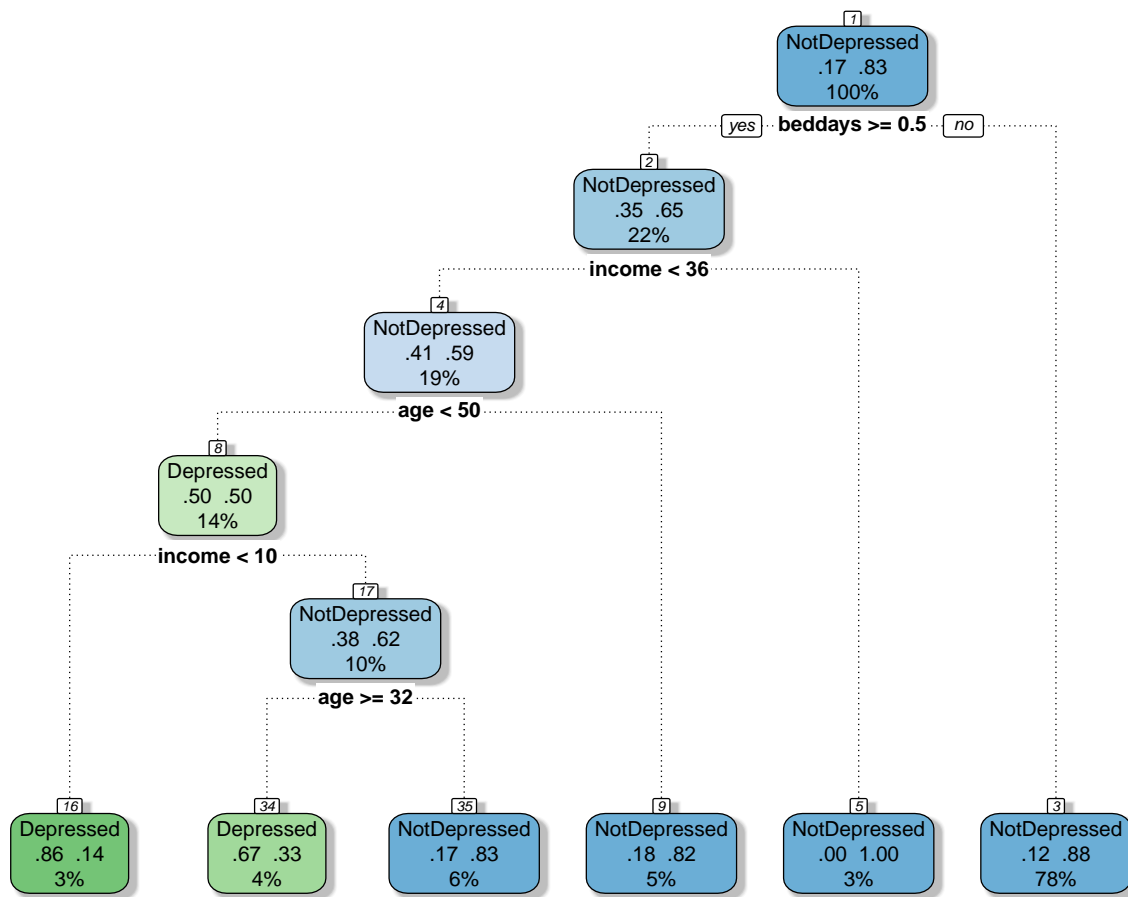 1
NotDepressed
.17 .83
100%
yes beddays >= 0.5 no
2
NotDepressed
.35 .65
22%
income < 36
4
NotDepressed
.41 .59
19%
age < 50
8
Depressed
.50 .50
14%
income < 10
17
NotDepressed
.38 .62
10%
age >= 32
16
Depressed
.86 .14
3%
34
Depressed
.67 .33
4%
35
NotDepressed
.17 .83
6%
9
NotDepressed
.18 .82
5%
5
NotDepressed
.00 1.00
3%
3
NotDepressed
.12 .88
78%